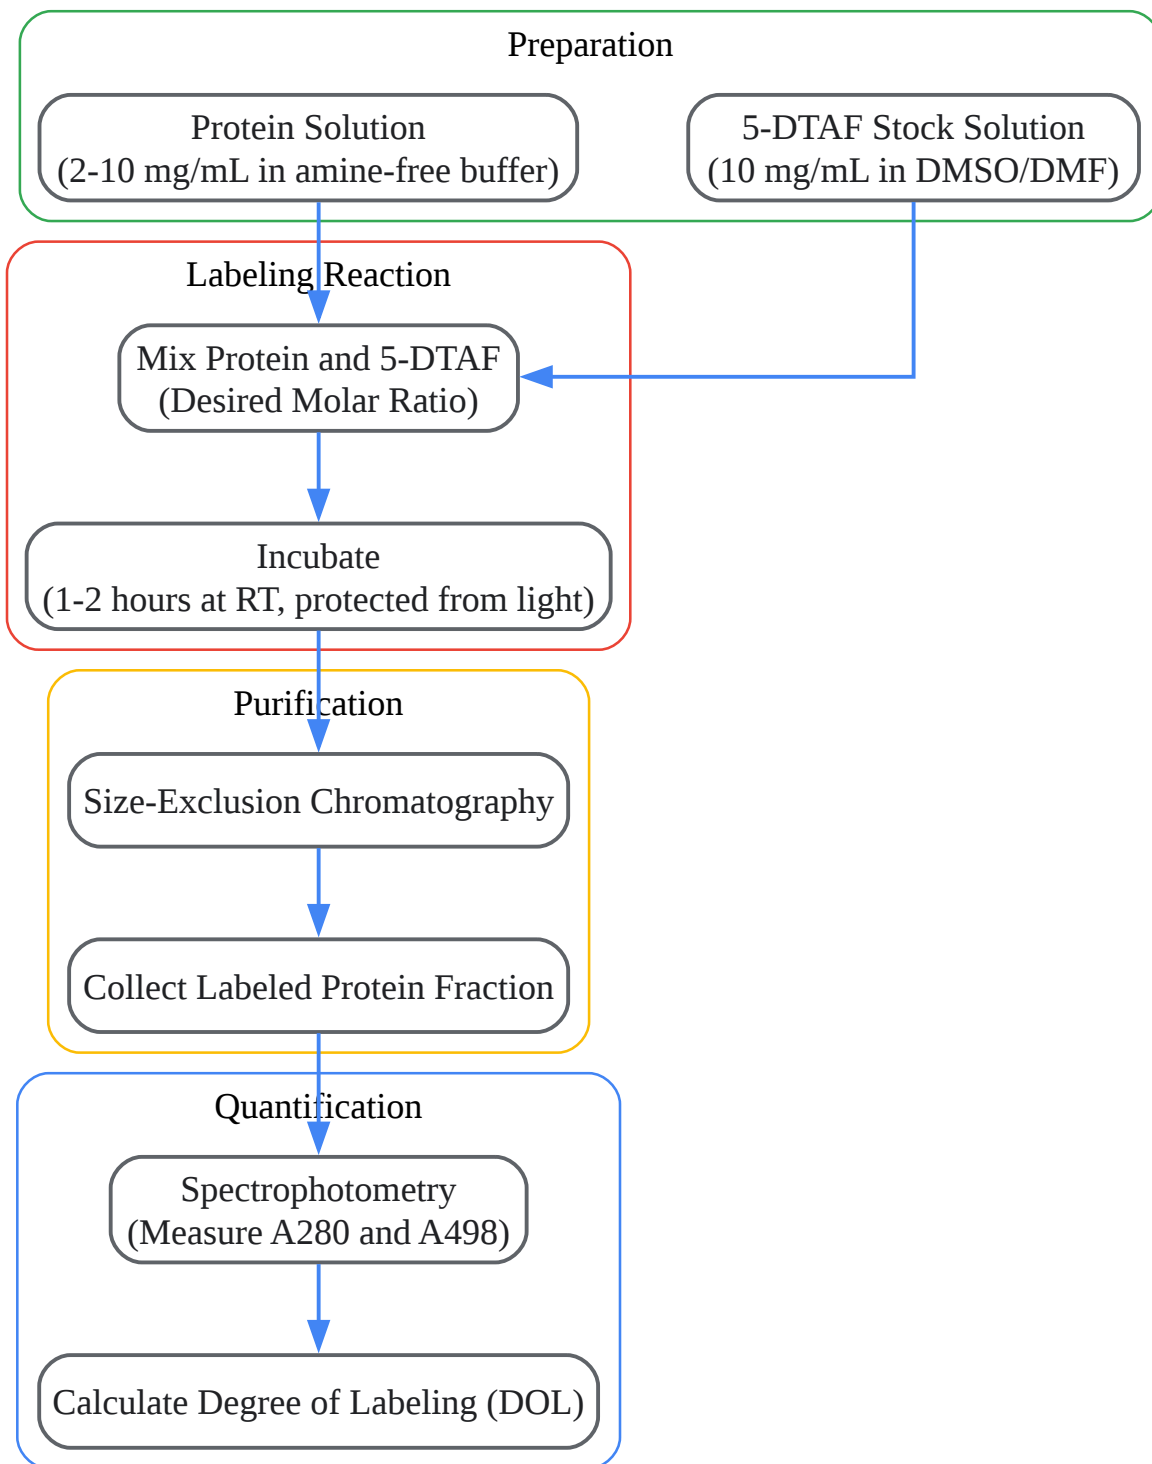 Preparation
Protein Solution
(2-10 mg/mL in amine-free buffer)
5-DTAF Stock Solution
(10 mg/mL in DMSO/DMF)
Labeling Reaction
Mix Protein and 5-DTAF
(Desired Molar Ratio)
Incubate
(1-2 hours at RT, protected from light)
Purification
Size-Exclusion Chromatography
Collect Labeled Protein Fraction
Quantification
Spectrophotometry
(Measure A280 and A498)
Calculate Degree of Labeling (DOL)